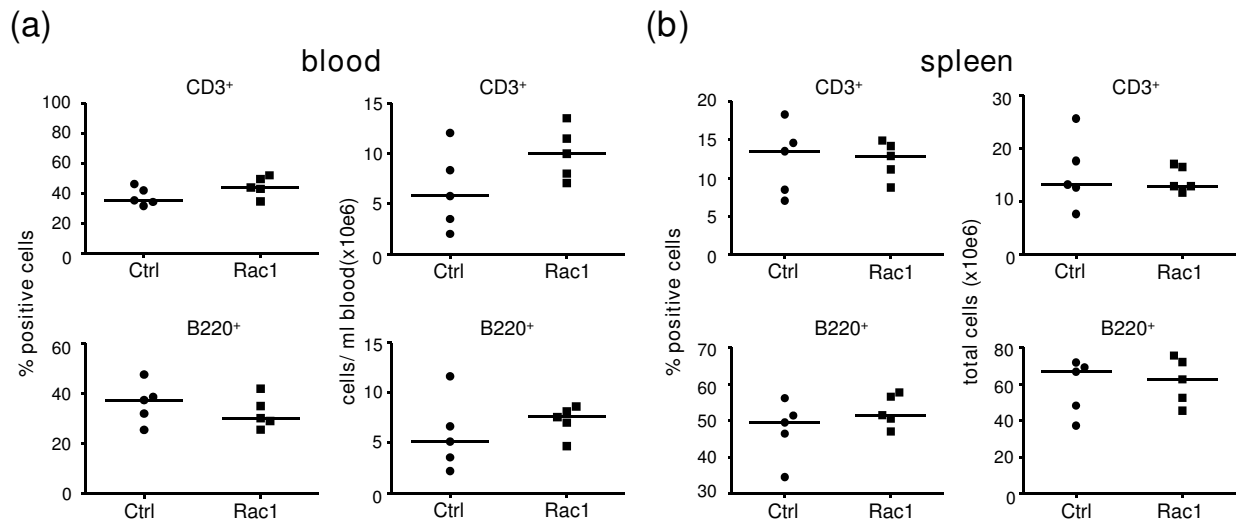 (a)
blood
CD3⁺
% positive cells
100
80
60
40
20
0
Ctrl
Rac1
CD3⁺
cells/ ml blood(x10e6)
15
10
5
0
Ctrl
Rac1
B220⁺
60
40
20
0
Ctrl
Rac1
B220⁺
15
10
5
0
Ctrl
Rac1
(b)
spleen
CD3⁺
% positive cells
20
15
10
5
0
Ctrl
Rac1
CD3⁺
total cells (x10e6)
30
20
10
0
Ctrl
Rac1
B220⁺
70
60
50
40
30
Ctrl
Rac1
B220⁺
80
60
40
20
0
Ctrl
Rac1